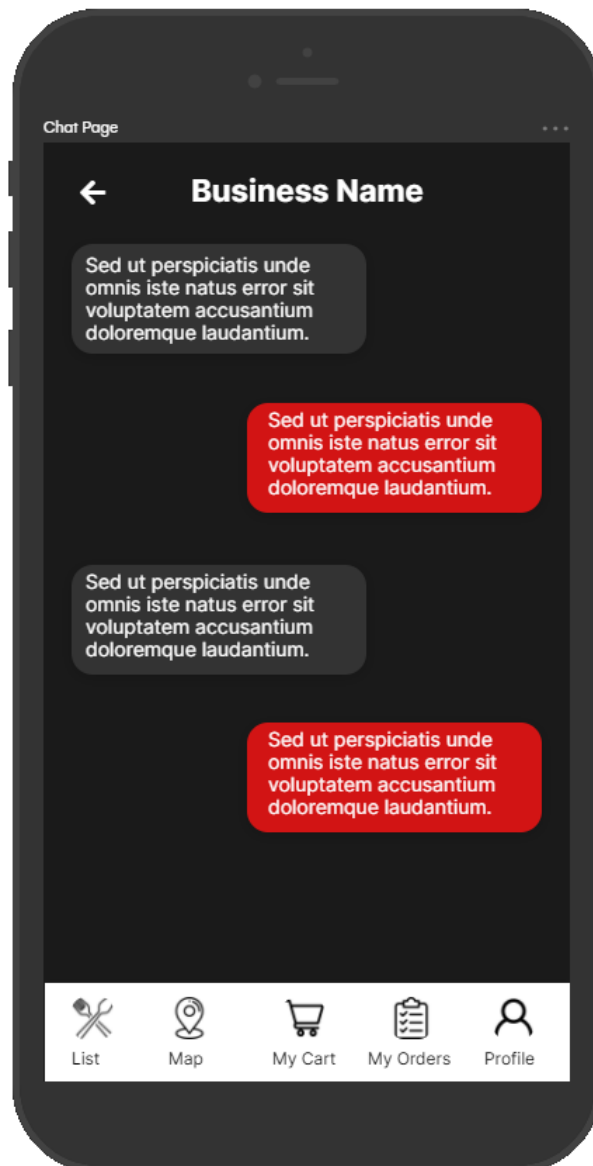 Chat Page
Business Name
Sed ut perspiciatis unde
omnis iste natus error sit
voluptatem accusantium
doloremque laudantium.
Sed ut perspiciatis unde
omnis iste natus error sit
voluptatem accusantium
doloremque laudantium.
Sed ut perspiciatis unde
omnis iste natus error sit
voluptatem accusantium
doloremque laudantium.
Sed ut perspiciatis unde
omnis iste natus error sit
voluptatem accusantium
doloremque laudantium.
List Map My Cart My Orders Profile